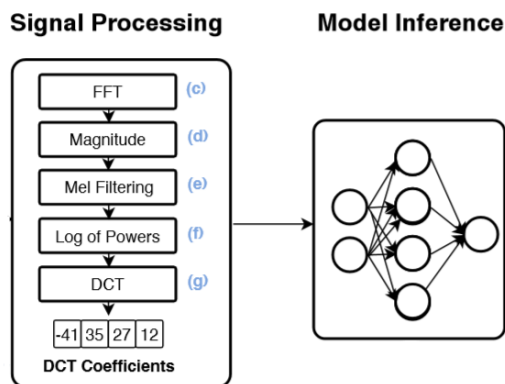 Signal Processing
Model Inference
FFT (c)
Magnitude (d)
Mel Filtering (e)
Log of Powers (f)
DCT (g)
-41 35 27 12
DCT Coefficients